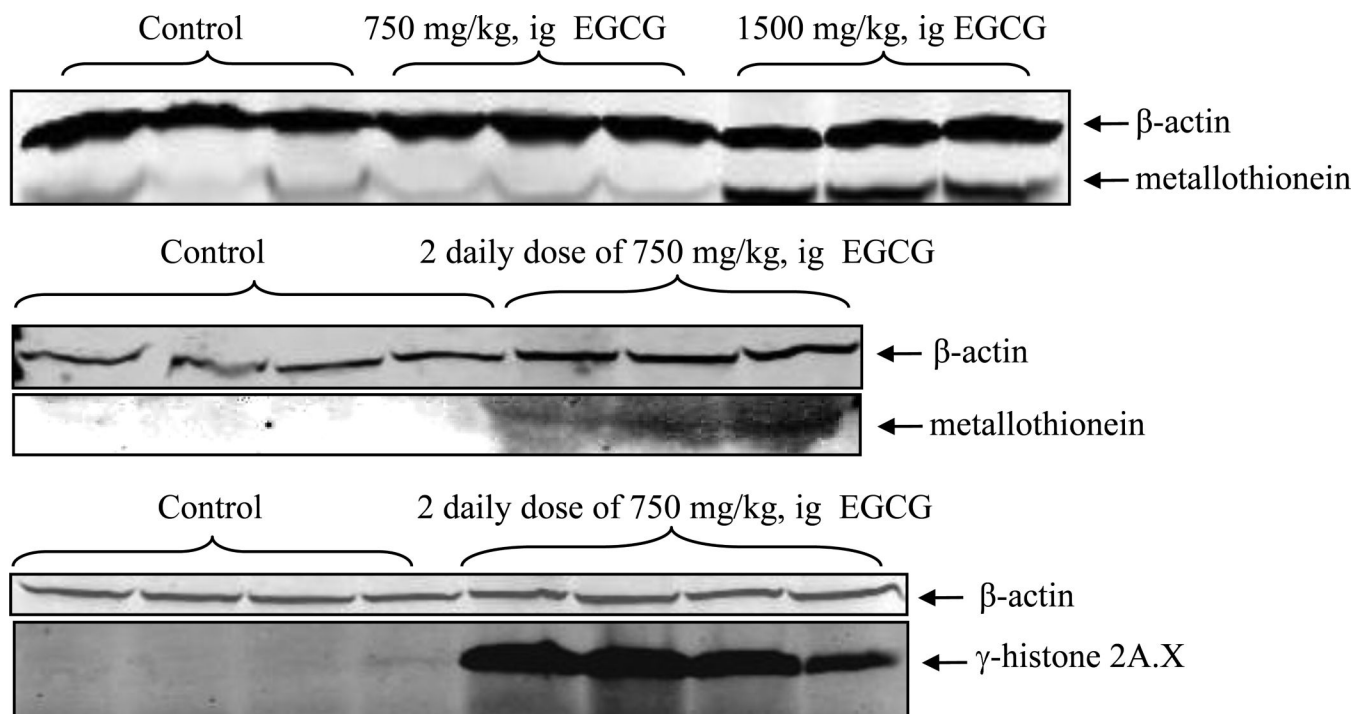 Control 750 mg/kg, ig EGCG 1500 mg/kg, ig EGCG
β-actin
metallothionein
Control 2 daily dose of 750 mg/kg, ig EGCG
β-actin
metallothionein
Control 2 daily dose of 750 mg/kg, ig EGCG
β-actin
γ-histone 2A.X